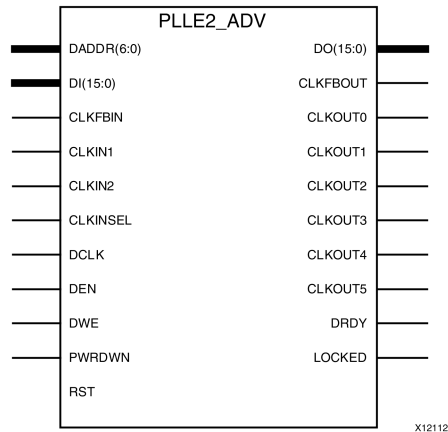 PLLE2_ADV
DADDR(6:0) DO(15:0)
DI(15:0) CLKFBOUT
CLKFBIN CLKOUT0
CLKIN1 CLKOUT1
CLKIN2 CLKOUT2
CLKINSEL CLKOUT3
DCLK CLKOUT4
DEN CLKOUT5
DWE DRDY
PWRDWN LOCKED
RST
X12112